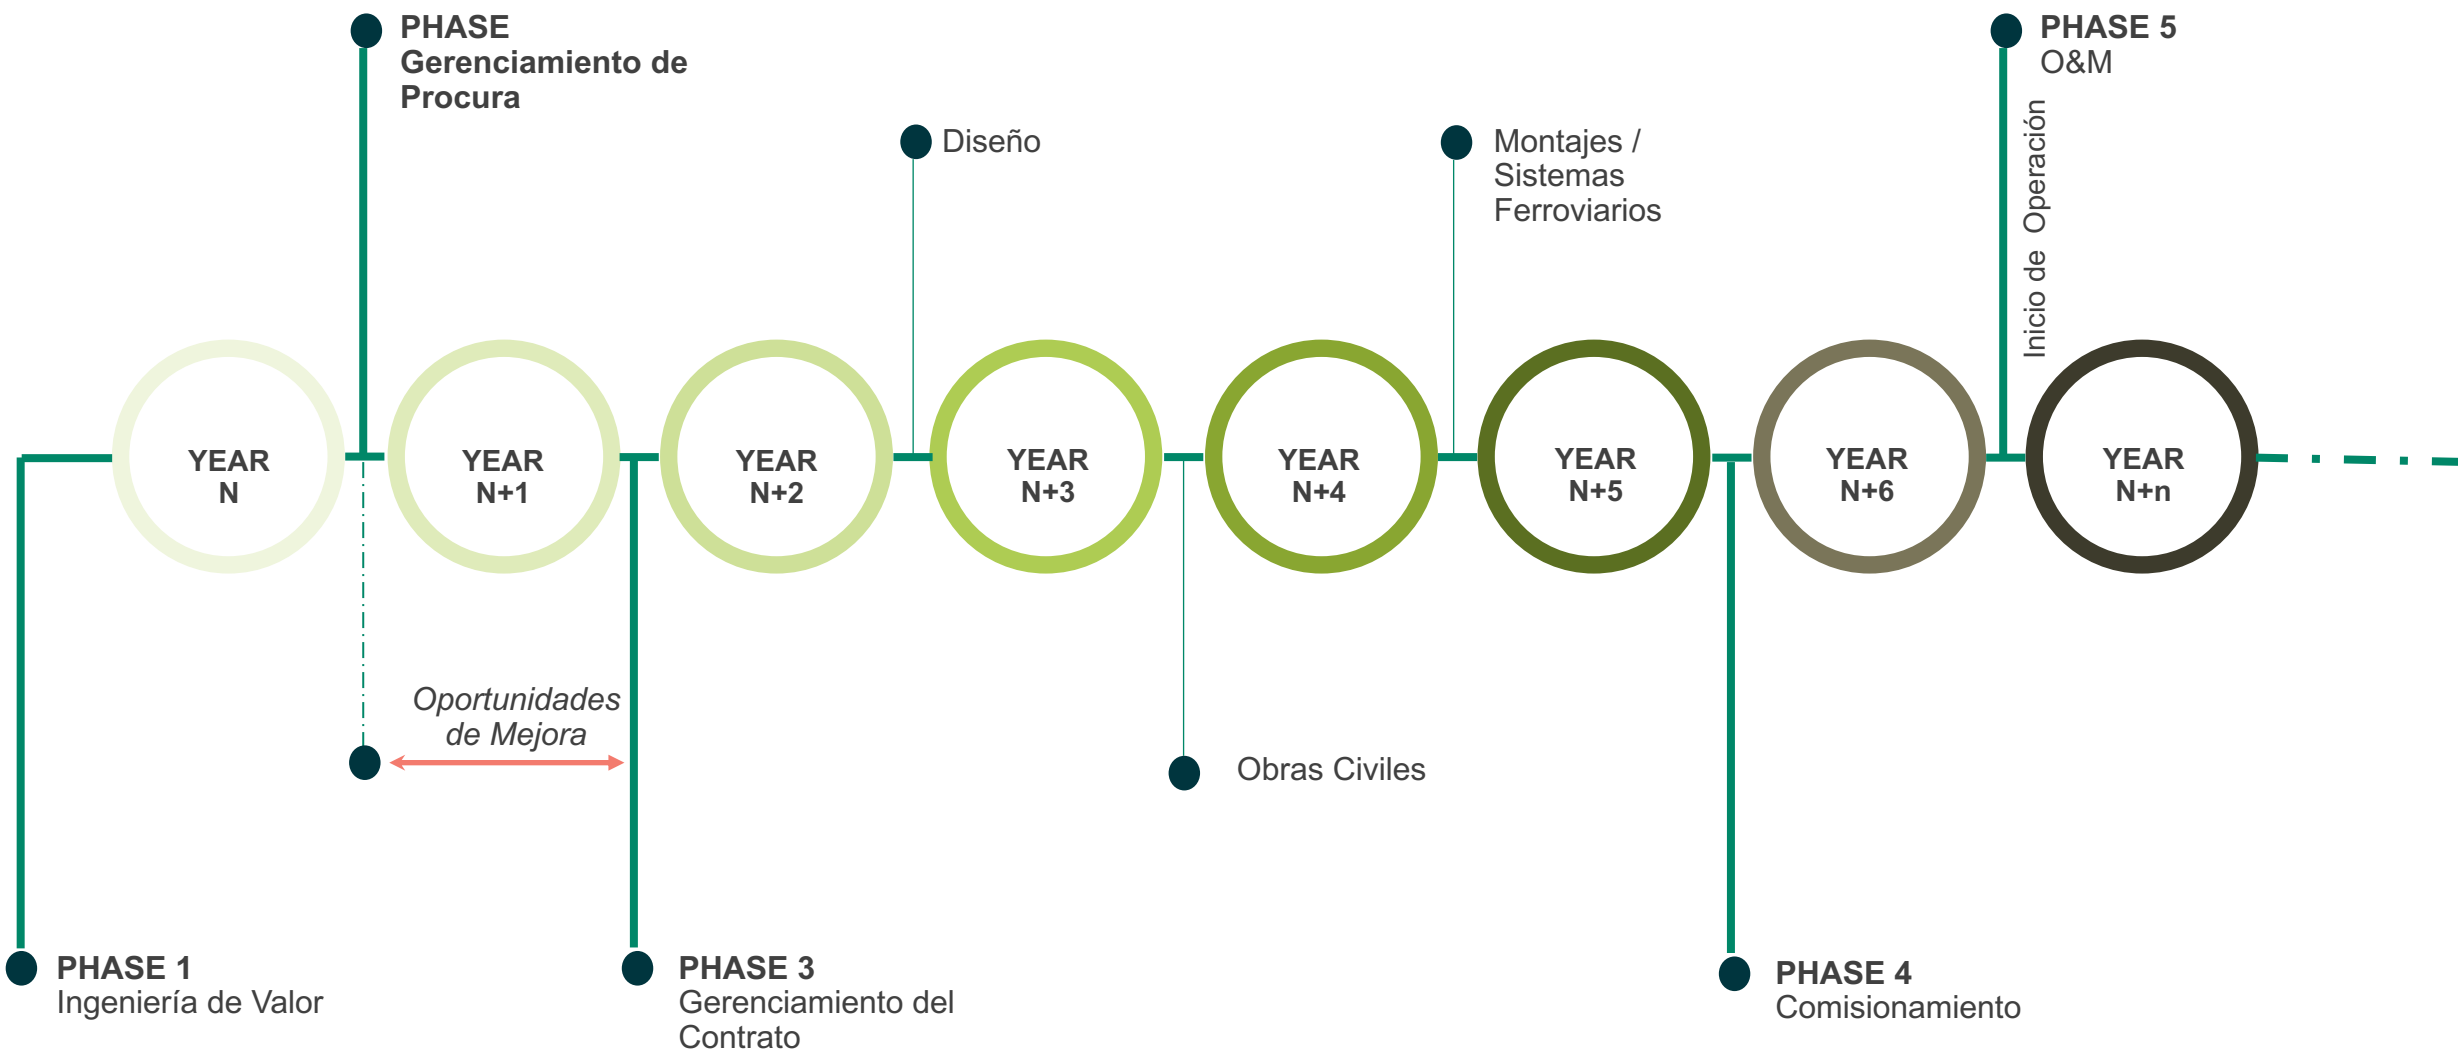 PHASE
Gerenciamiento de
Procura
PHASE 5
O&M
Diseño
Montajes /
Sistemas
Ferroviarios
Inicio de Operación
YEAR
N
YEAR
N+1
YEAR
N+2
YEAR
N+3
YEAR
N+4
YEAR
N+5
YEAR
N+6
YEAR
N+n
Oportunidades
de Mejora
Obras Civiles
PHASE 1
Ingeniería de Valor
PHASE 3
Gerenciamiento del
Contrato
PHASE 4
Comisionamiento